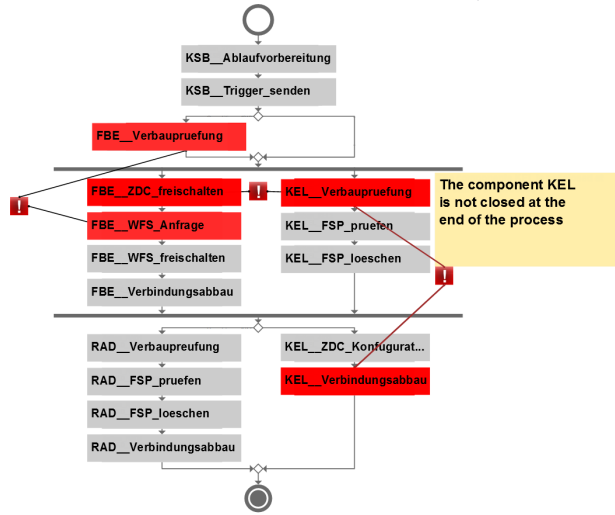 KSB__Ablaufvorbereitung
KSB__Trigger_senden
FBE__Verbaupruefung
FBE__ZDC_freischalten
!
KEL__Verbaupruefung
The component KEL
is not closed at the
end of the process
!
FBE__WFS_Anfrage
KEL__FSP_pruefen
FBE__WFS_freischalten
KEL__FSP_loeschen
!
FBE__Verbindungsabbau
RAD__Verbaupreufung
KEL__ZDC_Konfugurat...
RAD__FSP_pruefen
KEL__Verbindungsabbau
RAD__FSP_loeschen
RAD__Verbindungsabbau